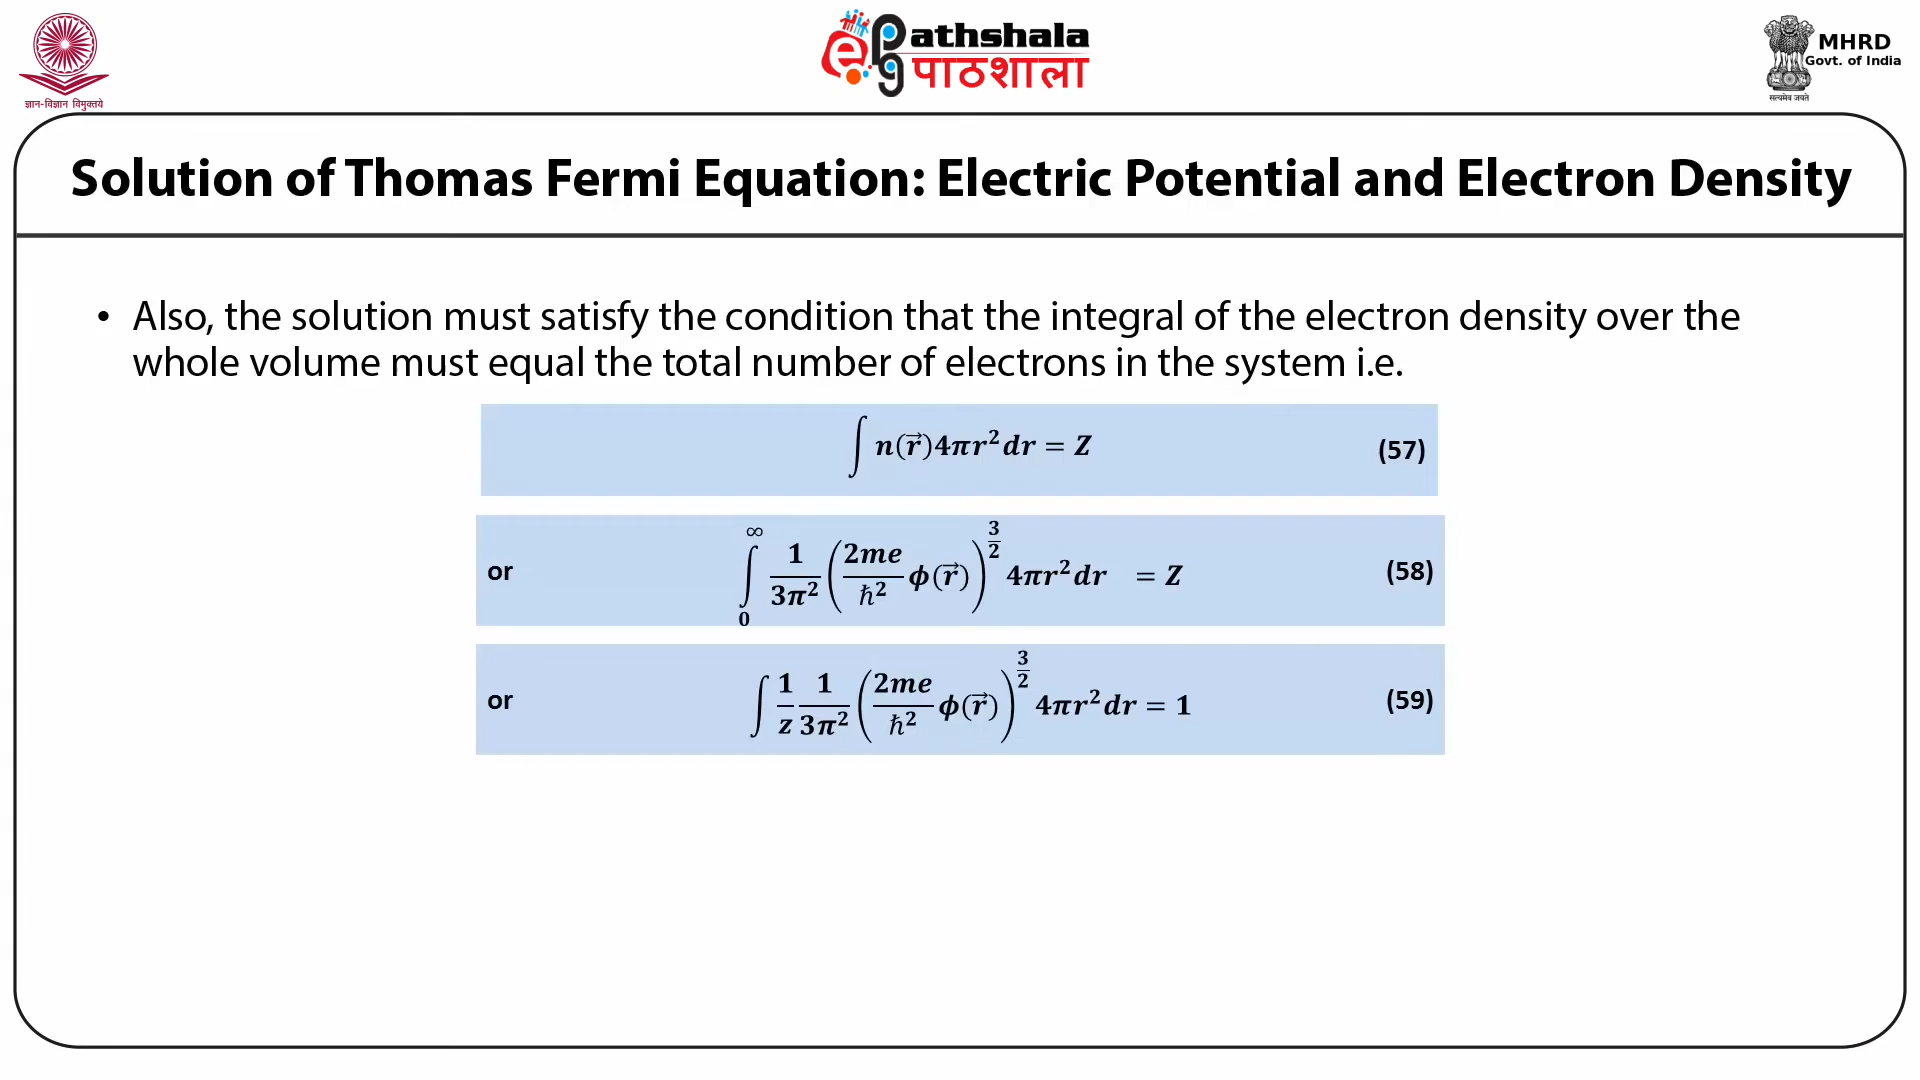 ज्ञान-विज्ञान विमुक्तये
ePathshala
पाठशाला
MHRD
Govt. of India
सत्यमेव जयते
Solution of Thomas Fermi Equation: Electric Potential and Electron Density
• Also, the solution must satisfy the condition that the integral of the electron density over the
whole volume must equal the total number of electrons in the system i.e.
∫ n(r⃗)4πr²dr = Z (57)
or ∫₀^∞ 1/(3π²) (2me/ħ² ϕ(r⃗))^(3/2) 4πr²dr = Z (58)
or ∫ 1/z 1/(3π²) (2me/ħ² ϕ(r⃗))^(3/2) 4πr²dr = 1 (59)